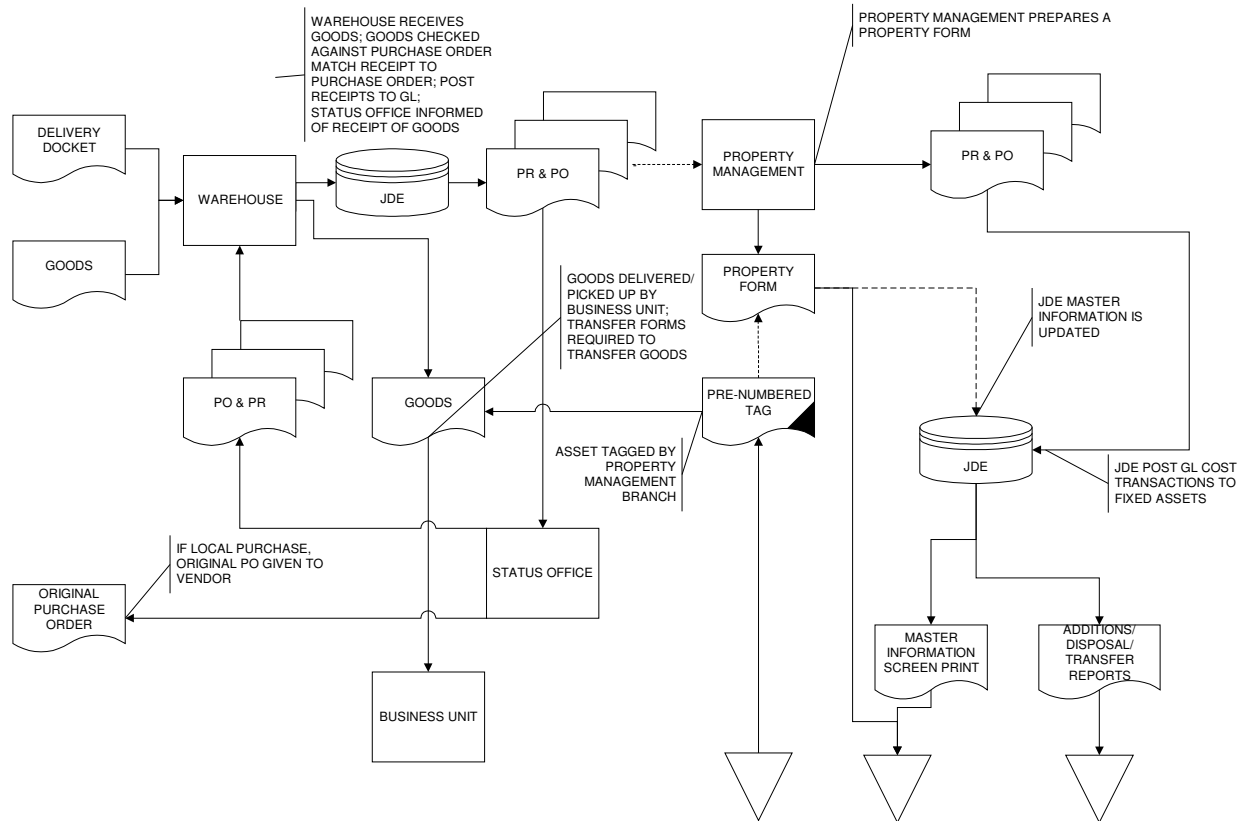 WAREHOUSE RECEIVES
GOODS; GOODS CHECKED
AGAINST PURCHASE ORDER
MATCH RECEIPT TO
PURCHASE ORDER; POST
RECEIPTS TO GL;
STATUS OFFICE INFORMED
OF RECEIPT OF GOODS
PROPERTY MANAGEMENT PREPARES A
PROPERTY FORM
DELIVERY
DOCKET
WAREHOUSE
JDE
PR & PO
PROPERTY
MANAGEMENT
PR & PO
GOODS
GOODS DELIVERED/
PICKED UP BY
BUSINESS UNIT;
TRANSFER FORMS
REQUIRED TO
TRANSFER GOODS
PROPERTY
FORM
JDE MASTER
INFORMATION IS
UPDATED
PO & PR
GOODS
PRE-NUMBERED
TAG
ASSET TAGGED BY
PROPERTY
MANAGEMENT
BRANCH
JDE
JDE POST GL COST
TRANSACTIONS TO
FIXED ASSETS
IF LOCAL PURCHASE,
ORIGINAL PO GIVEN TO
VENDOR
STATUS OFFICE
ORIGINAL
PURCHASE
ORDER
MASTER
INFORMATION
SCREEN PRINT
ADDITIONS/
DISPOSAL/
TRANSFER
REPORTS
BUSINESS UNIT